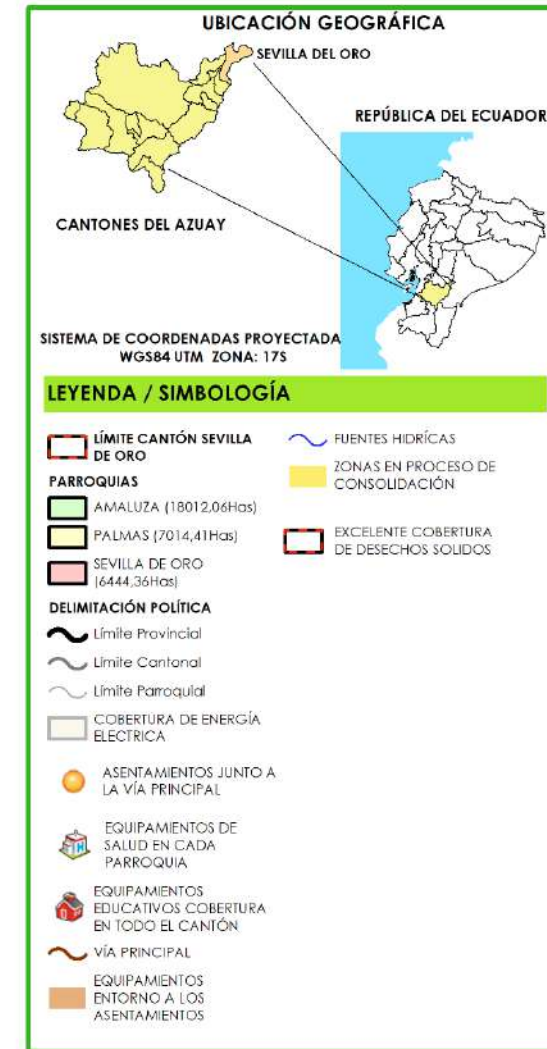 UBICACIÓN GEOGRÁFICA
SEVILLA DEL ORO
REPÚBLICA DEL ECUADOR
CANTONES DEL AZUAY
SISTEMA DE COORDENADAS PROYECTADA
WGS84 UTM ZONA: 17S
LEYENDA / SIMBOLOGÍA
LÍMITE CANTÓN SEVILLA
DE ORO
PARROQUIAS
AMALUZA (18012,06Has)
PALMAS (7014,41Has)
SEVILLA DE ORO
(6444,36Has)
DELIMITACIÓN POLÍTICA
Límite Provincial
Límite Cantonal
Límite Parroquial
COBERTURA DE ENERGÍA
ELECTRICA
ASENTAMIENTOS JUNTO A
LA VÍA PRINCIPAL
EQUIPAMIENTOS DE
SALUD EN CADA
PARROQUIA
EQUIPAMIENTOS
EDUCATIVOS COBERTURA
EN TODO EL CANTÓN
VÍA PRINCIPAL
EQUIPAMIENTOS
ENTORNO A LOS
ASENTAMIENTOS
FUENTES HIDRÍCAS
ZONAS EN PROCESO DE
CONSOLIDACIÓN
EXCELENTE COBERTURA
DE DESECHOS SOLIDOS